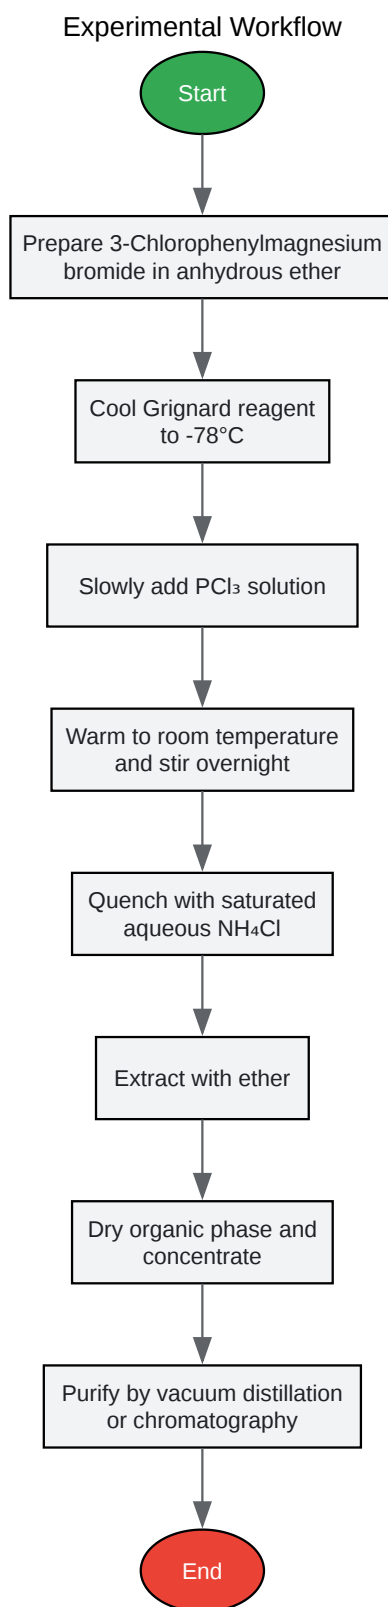 Experimental Workflow
Start
Prepare 3-Chlorophenylmagnesium
bromide in anhydrous ether
Cool Grignard reagent
to -78°C
Slowly add PCl₃ solution
Warm to room temperature
and stir overnight
Quench with saturated
aqueous NH₄Cl
Extract with ether
Dry organic phase and
concentrate
Purify by vacuum distillation
or chromatography
End